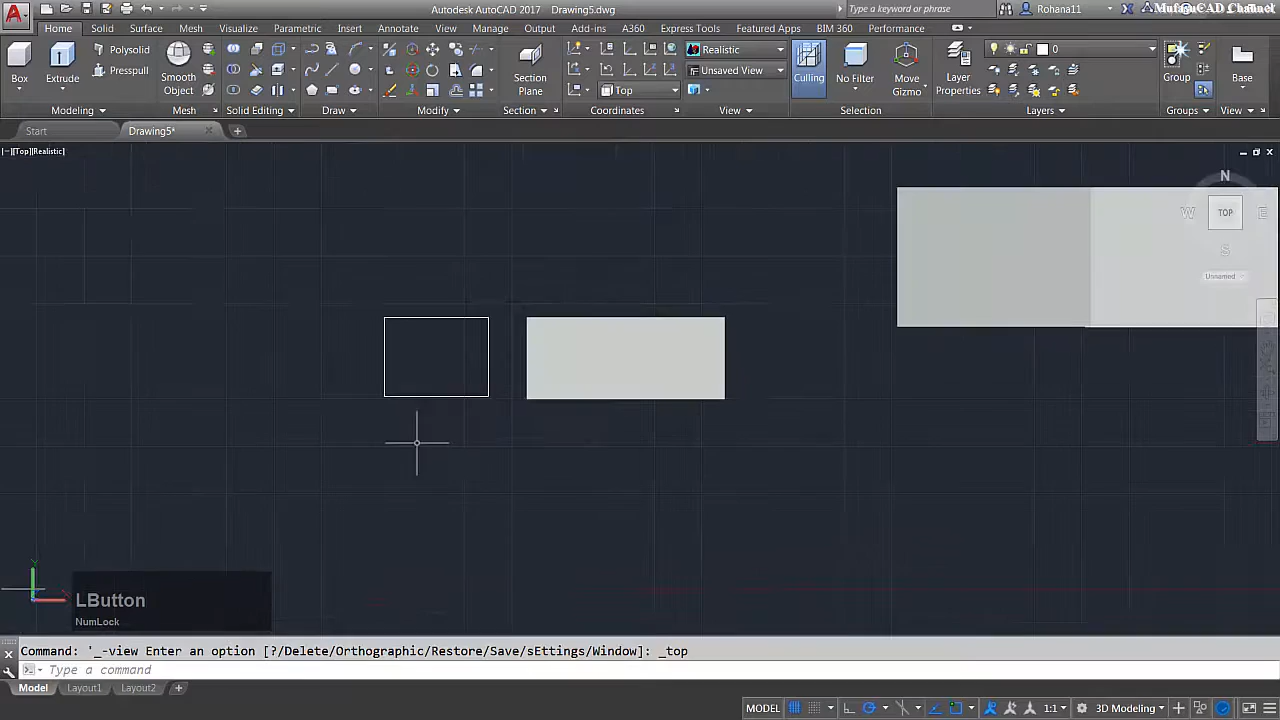 Autodesk AutoCAD 2017 Drawing5.dwg
Type a keyword or phrase
Rohana11
Home Solid Surface Mesh Visualize Parametric Insert Annotate View Manage Output Add-ins A360 Express Tools Featured Apps BIM 360 Performance
Box
Extrude
Polysolid
Presspull
Smooth
Object
Section
Plane
Top
Realistic
Unsaved View
Culling
No Filter
Move
Gizmo
Layer
Properties
0
Group
Base
Modeling
Mesh
Solid Editing
Draw
Modify
Section
Coordinates
View
Selection
Layers
Groups
View
Start
Drawing5*
[−][Top][Realistic]
N
W
TOP
E
S
Unnamed
Y
LButton
NumLock
Command: '_-view Enter an option [?/Delete/Orthographic/Restore/Save/sEttings/Window]: _top
Type a command
Model Layout1 Layout2
MODEL
1:1
3D Modeling